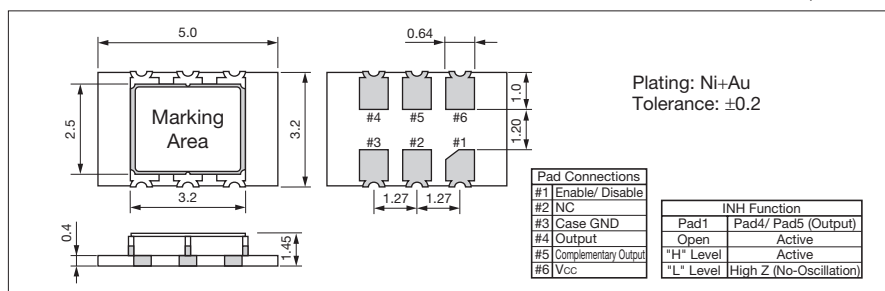 5.0
0.64
Plating: Ni+Au
Tolerance: ±0.2
2.5
Marking
Area
3.2
3.2
#4 #5 #6
#3 #2 #1
1.0
1.20
1.27 1.27
0.4
1.45
Pad Connections
#1 Enable/ Disable
#2 NC
#3 Case GND
#4 Output
#5 Complementary Output
#6 Vcc
INH Function
Pad1 Pad4/ Pad5 (Output)
Open Active
"H" Level Active
"L" Level High Z (No-Oscillation)